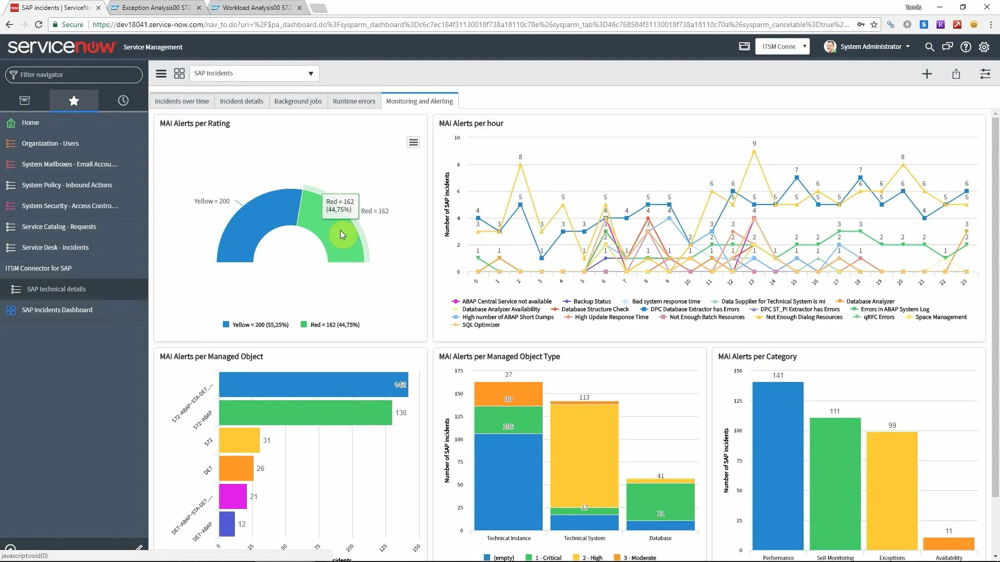 SAP incidents | ServiceNo
Exception Analysis00 S72
Workload Analysis00 S72
Tamás
Secure
https://dev18041.service-now.com/nav_to.do?uri=%2F$pa_dashboard.do%3Fsysparm_dashboard%3Dc6c7ec184f31130018f738a18110c78e%26sysparm_tab%3D46c768584f31130018f738a18110c70a%26sysparm_cancelable%3Dtrue%2...
servicenow Service Management
ITSM Conne
System Administrator
Filter navigator
SAP incidents
Incidents over time
Incident details
Background jobs
Runtime errors
Monitoring and Alerting
Home
Organization - Users
System Mailboxes - Email Accou...
System Policy - Inbound Actions
System Security - Access Contro...
Service Catalog - Requests
Service Desk - Incidents
ITSM Connector for SAP
SAP technical details
SAP Incidents Dashboard
javascript:void(0)
MAI Alerts per Rating
Yellow = 200
Red = 162
(44,75%)
Red = 162
Yellow = 200 (55,25%)
Red = 162 (44,75%)
MAI Alerts per hour
Number of SAP incidents
10
8
6
4
2
0
0 1 2 3 4 5 6 7 8 9 10 11 12 13 14 15 16 17 18 19 20 21 22 23
ABAP Central Service not available
Backup Status
Bad system response time
Data Supplier for Technical System is mi
Database Analyzer
Database Analyzer Availability
Database Structure Check
DPC Database Extractor has Errors
DPC ST_PI Extractor has Errors
Errors in ABAP System Log
High number of ABAP Short Dumps
High Update Response Time
Not Enough Batch Resources
Not Enough Dialog Resources
qRFC Errors
Space Management
SQL Optimizer
MAI Alerts per Managed Object
S72~ABAP~STA-DE7_...
142
S72~ABAP
130
S72
31
DE7
26
DE7~ABAP~STA-DE7_...
21
DE7~ABAP
12
0 25 50 75 100 125 150
cidents
MAI Alerts per Managed Object Type
Number of SAP incidents
175
150
125
100
75
50
25
0
27
30
106
113
17
41
11
Technical Instance
Technical System
Database
(empty)
1 - Critical
2 - High
3 - Moderate
MAI Alerts per Category
Number of SAP incidents
150
125
100
75
50
25
0
141
111
99
11
Performance
Self-Monitoring
Exceptions
Availability